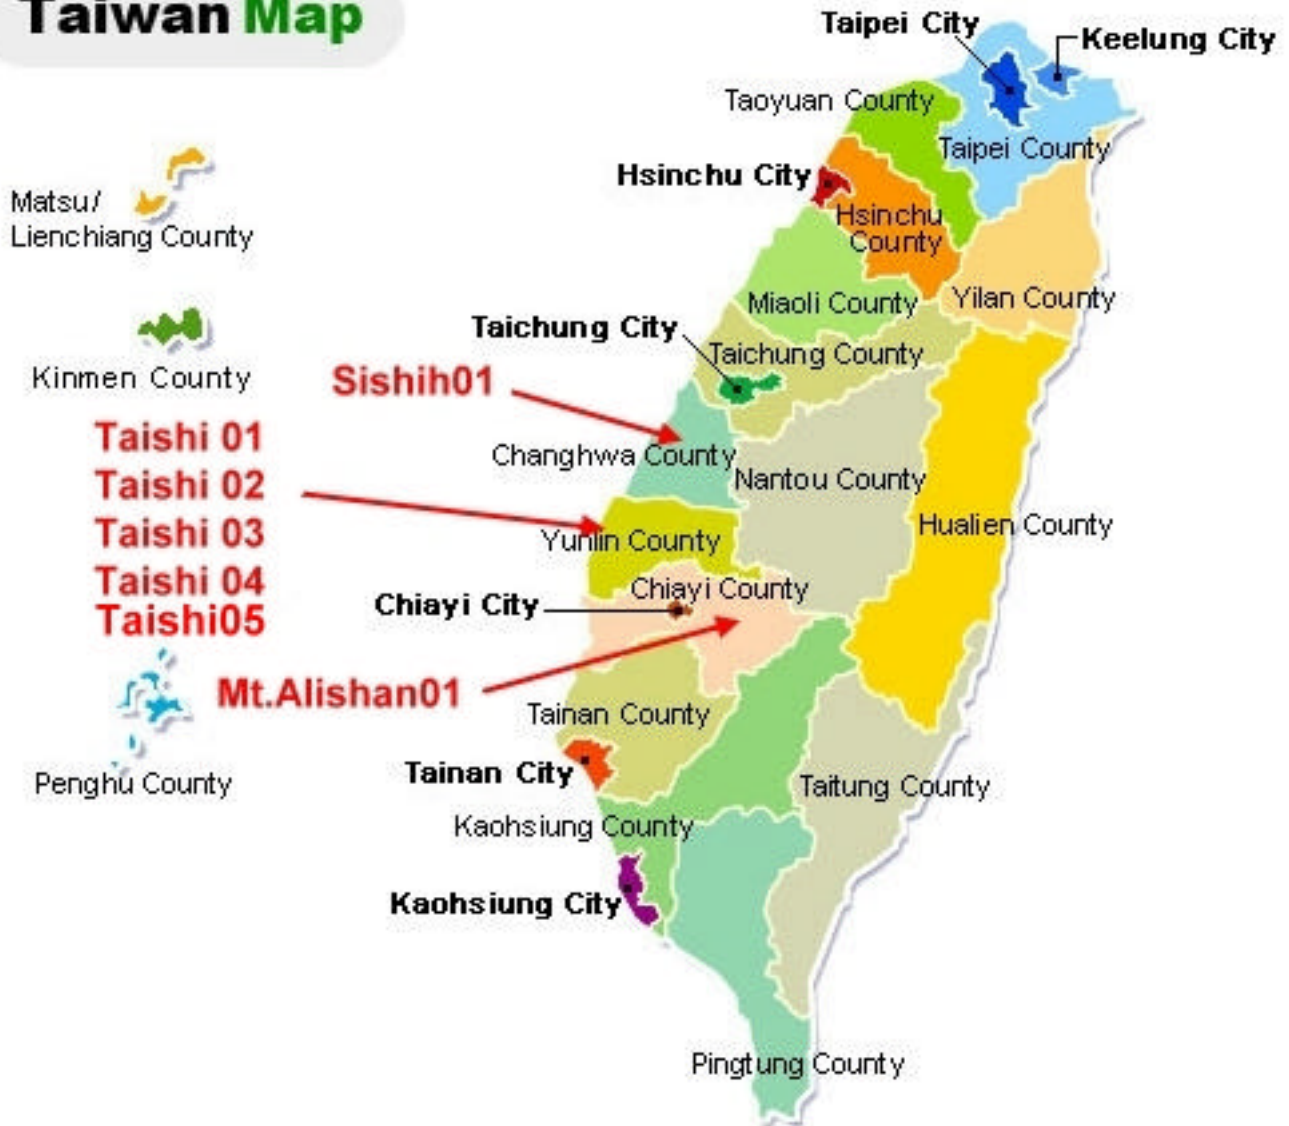 Taiwan Map
Taipei City
Keelung City
Taoyuan County
Taipei County
Hsinchu City
Hsinchu
County
Matsu/
Lienchiang County
Miaoli County
Yilan County
Taichung City
Taichung County
Kinmen County
Sishih01
Taishi 01
Changhwa County
Nantou County
Taishi 02
Taishi 03
Yunlin County
Hualien County
Taishi 04
Chiayi County
Taishi05
Chiayi City
Mt.Alishan01
Tainan County
Penghu County
Tainan City
Taitung County
Kaohsiung County
Kaohsiung City
Pingtung County